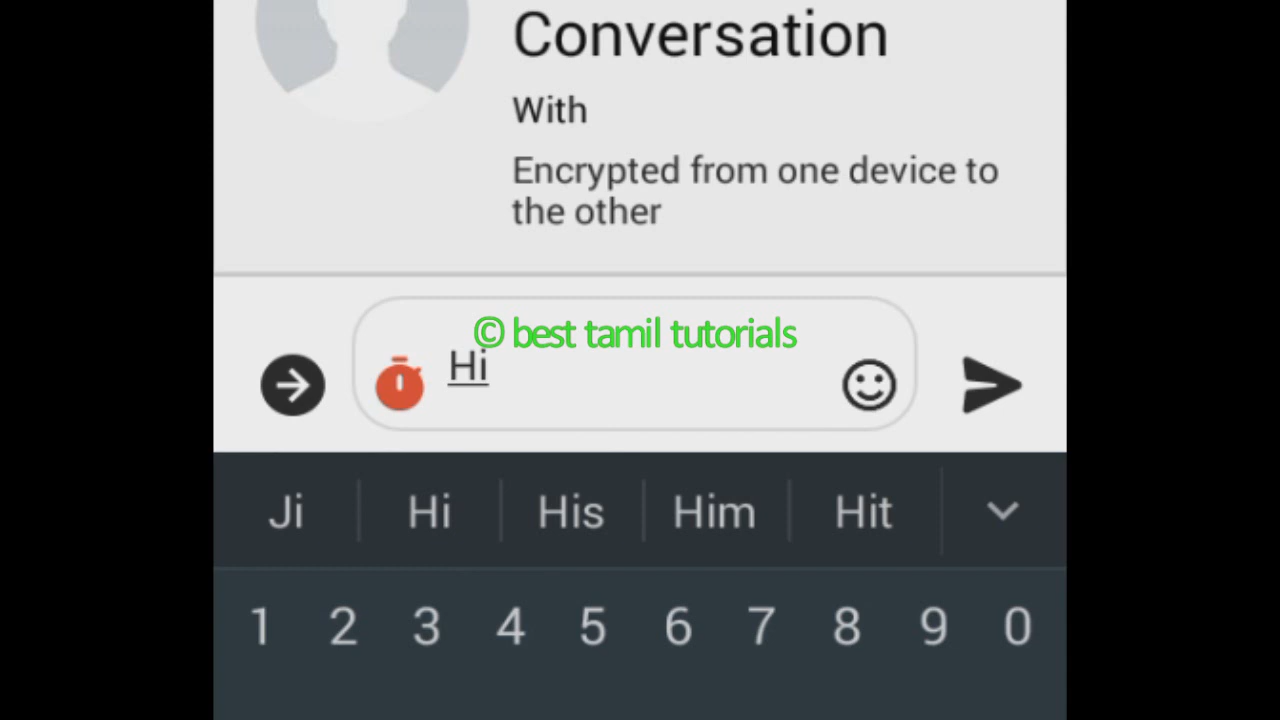 Conversation
With
Encrypted from one device to
the other
© best tamil tutorials
Hi
Ji Hi His Him Hit
1 2 3 4 5 6 7 8 9 0